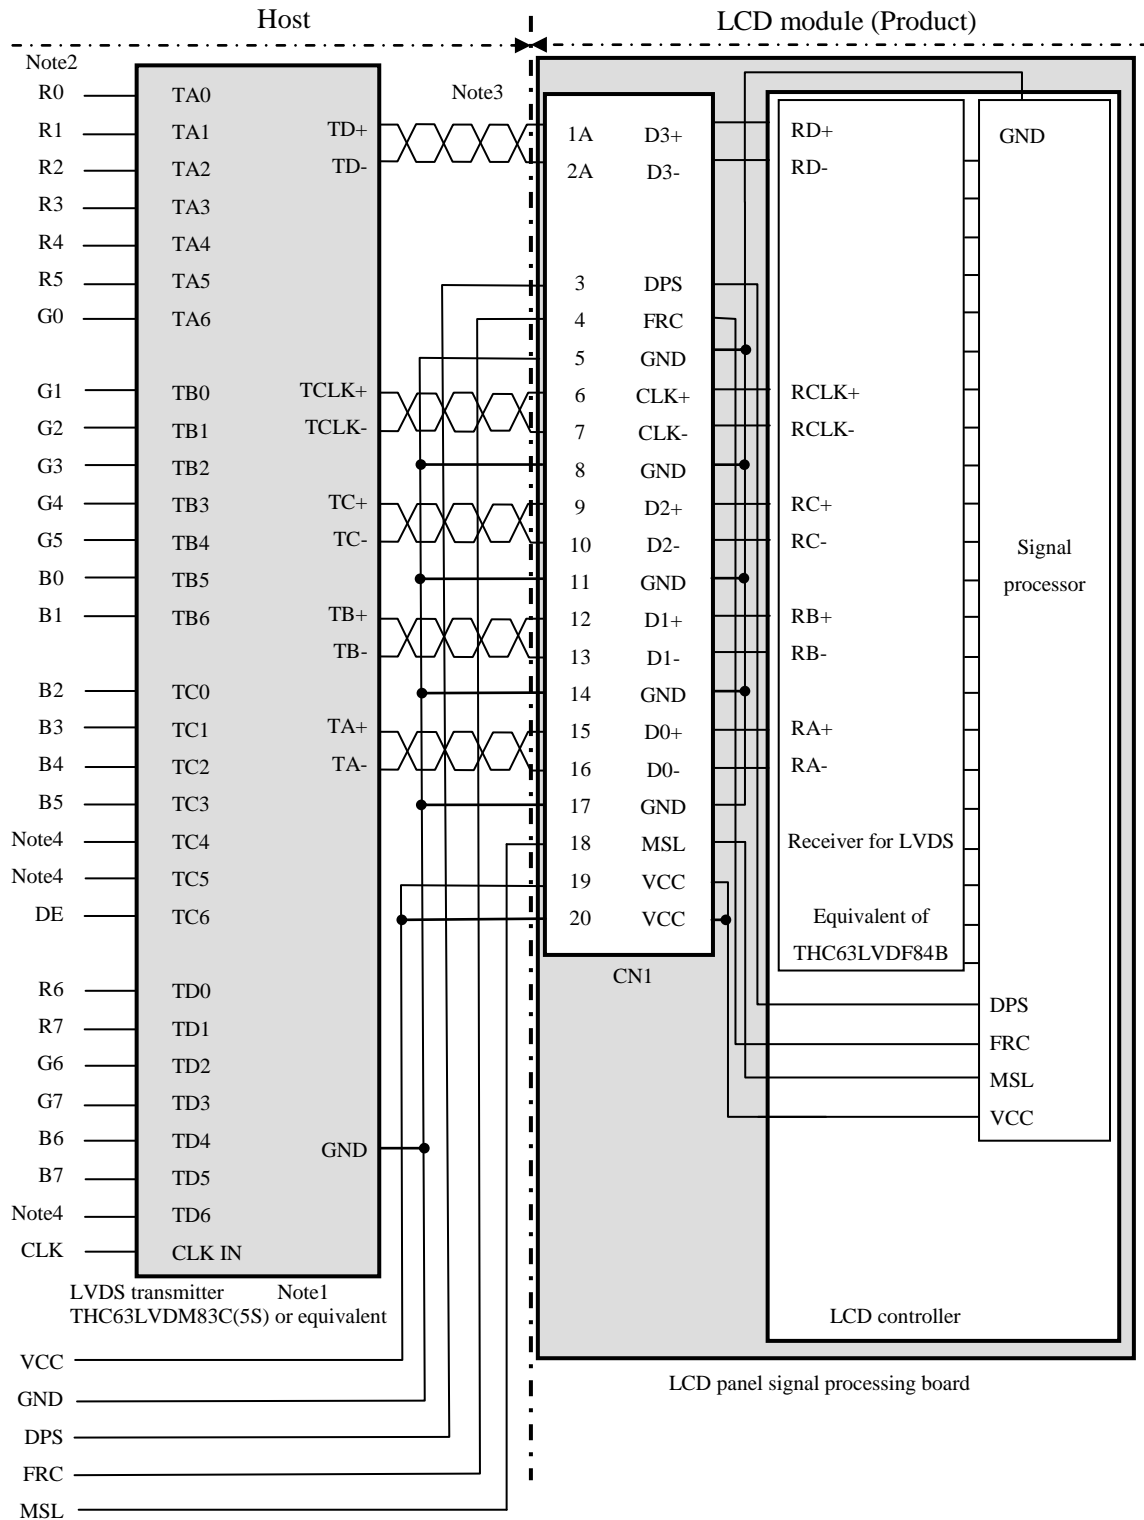 Host
LCD module (Product)
Note2
R0
R1
R2
R3
R4
R5
G0
G1
G2
G3
G4
G5
B0
B1
B2
B3
B4
B5
Note4
Note4
DE
R6
R7
G6
G7
B6
B7
Note4
CLK
TA0
TA1
TA2
TA3
TA4
TA5
TA6
TB0
TB1
TB2
TB3
TB4
TB5
TB6
TC0
TC1
TC2
TC3
TC4
TC5
TC6
TD0
TD1
TD2
TD3
TD4
TD5
TD6
CLK IN
TD+
TD-
TCLK+
TCLK-
TC+
TC-
TB+
TB-
TA+
TA-
GND
LVDS transmitter Note1
THC63LVDM83C(5S) or equivalent
VCC
GND
DPS
FRC
MSL
Note3
1A D3+
2A D3-
3 DPS
4 FRC
5 GND
6 CLK+
7 CLK-
8 GND
9 D2+
10 D2-
11 GND
12 D1+
13 D1-
14 GND
15 D0+
16 D0-
17 GND
18 MSL
19 VCC
20 VCC
CN1
RD+
RD-
RCLK+
RCLK-
RC+
RC-
RB+
RB-
RA+
RA-
Receiver for LVDS
Equivalent of
THC63LVDF84B
GND
Signal
processor
DPS
FRC
MSL
VCC
LCD controller
LCD panel signal processing board